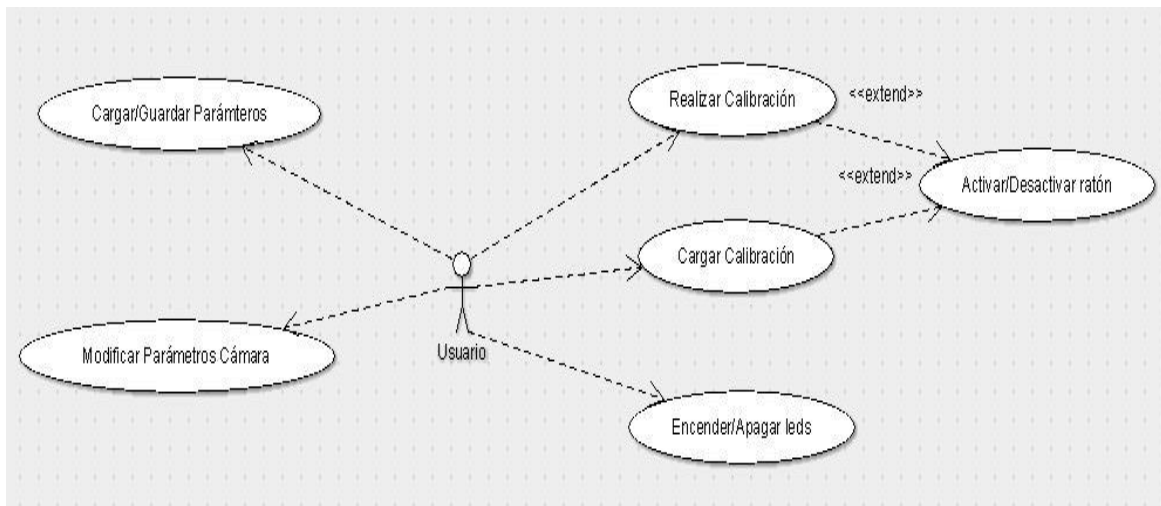 Cargar/Guardar Parámteros
Realizar Calibración
<<extend>>
<<extend>>
Activar/Desactivar ratón
Cargar Calibración
Modificar Parámetros Cámara
Usuario
Encender/Apagar leds